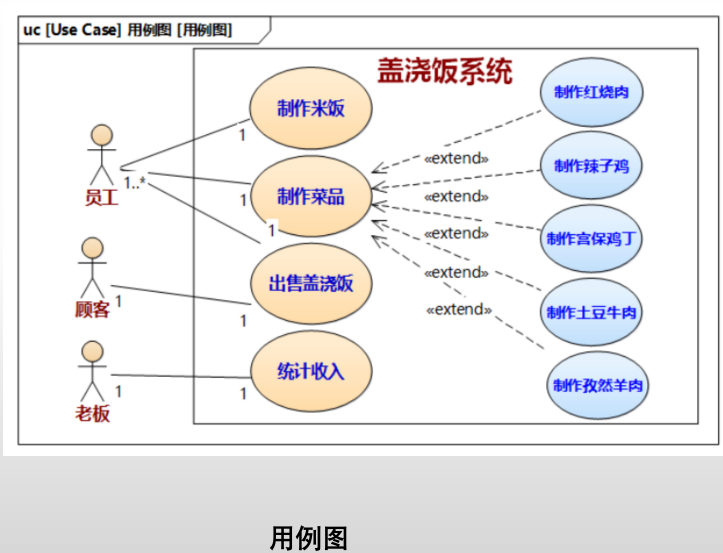 uc [Use Case] 用例图 [用例图]
盖浇饭系统
制作米饭
制作菜品
出售盖浇饭
统计收入
员工
顾客
老板
1..*
1
1
1
1
1
1
1
制作红烧肉
制作辣子鸡
制作宫保鸡丁
制作土豆牛肉
制作孜然羊肉
«extend»
«extend»
«extend»
«extend»
«extend»
用例图